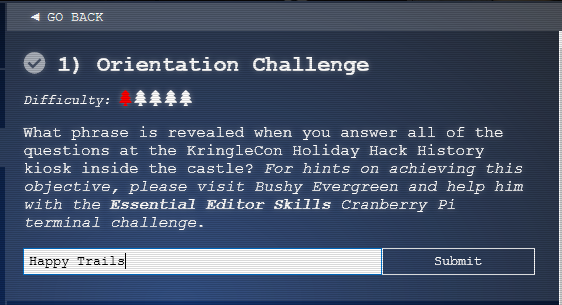 ◄ GO BACK
1) Orientation Challenge
Difficulty:
What phrase is revealed when you answer all of the
questions at the KringleCon Holiday Hack History
kiosk inside the castle? For hints on achieving this
objective, please visit Bushy Evergreen and help him
with the Essential Editor Skills Cranberry Pi
terminal challenge.
Happy Trails Submit